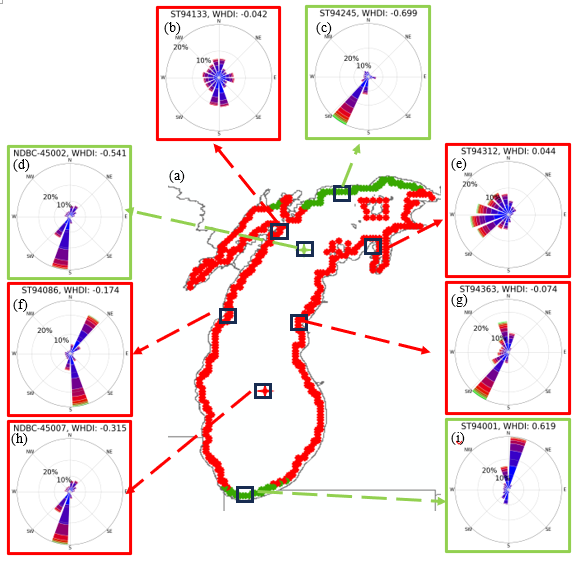 ST94133, WHDI: -0.042
(b)
N
NE
E
SE
S
SW
W
NW
10%
20%
ST94245, WHDI: -0.699
(c)
N
NE
E
SE
S
SW
W
NW
10%
20%
NDBC-45002, WHDI: -0.541
(d)
N
NE
E
SE
S
SW
W
NW
10%
20%
(a)
ST94312, WHDI: 0.044
(e)
N
NE
E
SE
S
SW
W
NW
10%
20%
ST94086, WHDI: -0.174
(f)
N
NE
E
SE
S
SW
W
NW
10%
20%
ST94363, WHDI: -0.074
(g)
N
NE
E
SE
S
SW
W
NW
10%
20%
NDBC-45007, WHDI: -0.315
(h)
N
NE
E
SE
S
SW
W
NW
10%
20%
ST94001, WHDI: 0.619
(i)
N
NE
E
SE
S
SW
W
NW
10%
20%